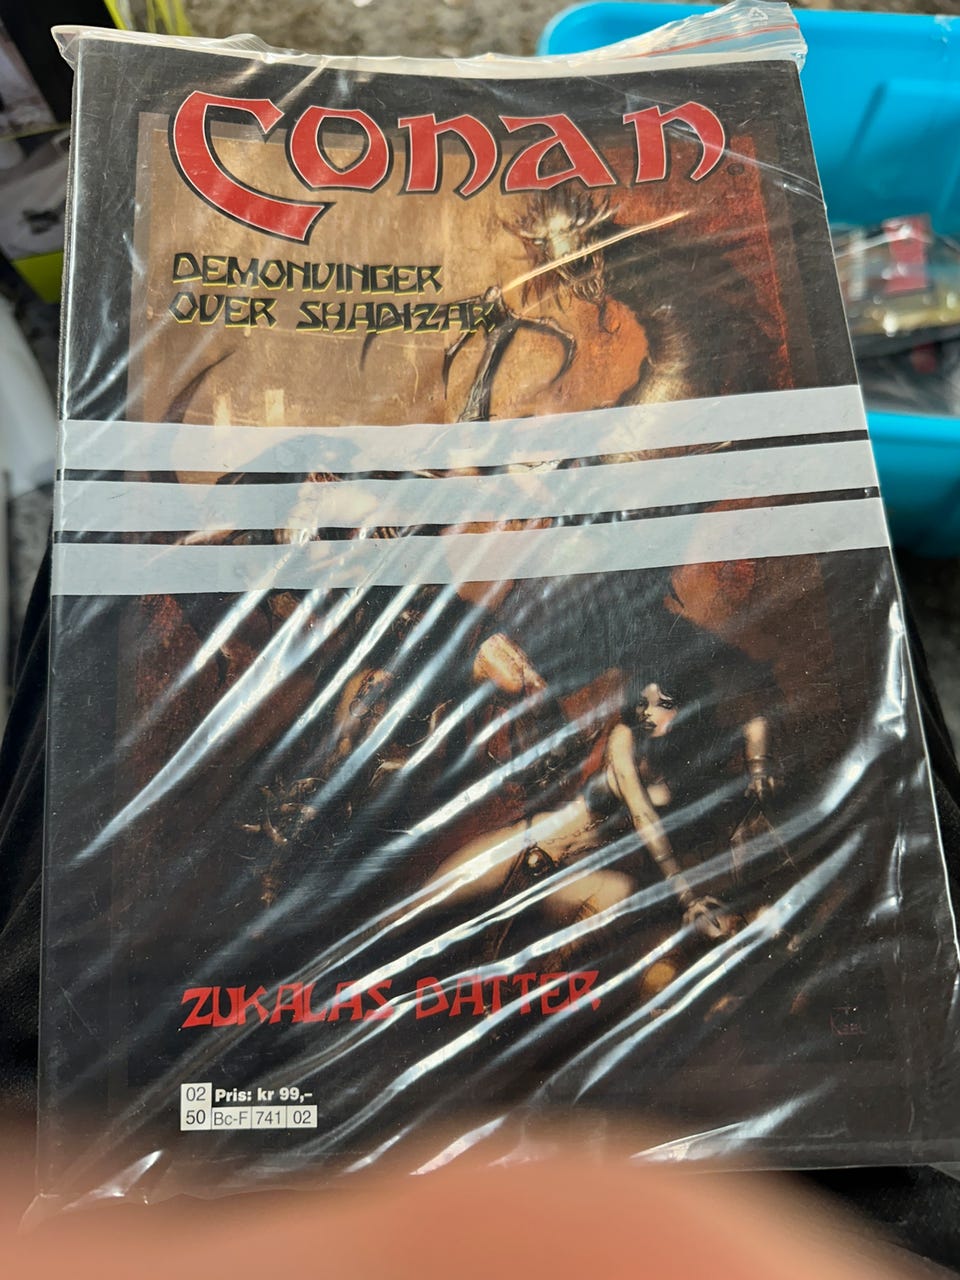 Conan
DEMONVINGER
OVER SHADIZAR
ZUKALAS DATTER
02 Pris: kr 99,–
50 Bc-F 741 02